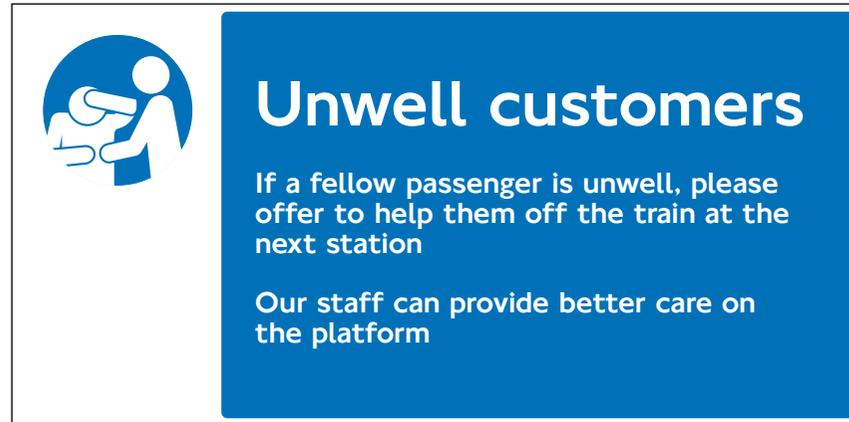 Unwell customers
If a fellow passenger is unwell, please
offer to help them off the train at the
next station
Our staff can provide better care on
the platform